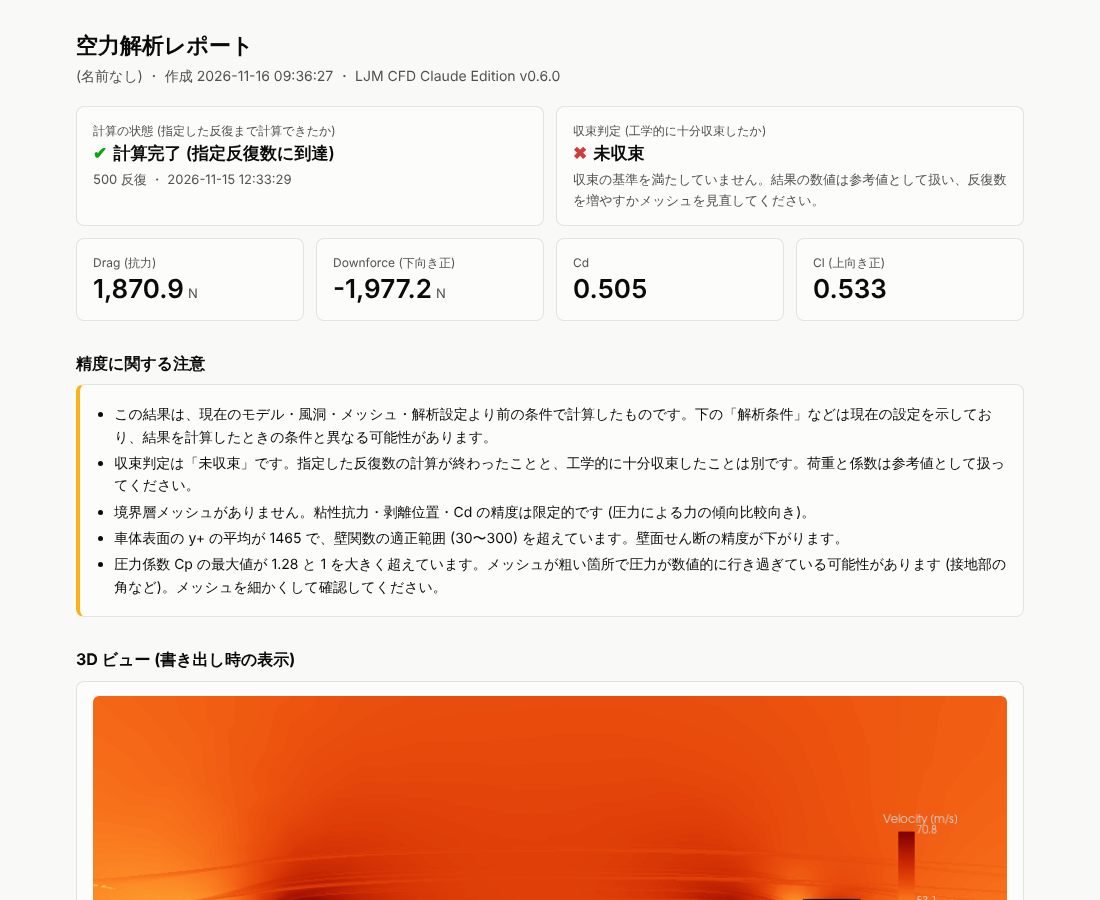 空力解析レポート
(名前なし) ・ 作成 2026-11-16 09:36:27 ・ LJM CFD Claude Edition v0.6.0
計算の状態 (指定した反復まで計算できたか)
✔ 計算完了 (指定反復数に到達)
500 反復 ・ 2026-11-15 12:33:29
収束判定 (工学的に十分収束したか)
✖ 未収束
収束の基準を満たしていません。結果の数値は参考値として扱い、反復数
を増やすかメッシュを見直してください。
Drag (抗力)
1,870.9 N
Downforce (下向き正)
-1,977.2 N
Cd
0.505
Cl (上向き正)
0.533
精度に関する注意
• この結果は、現在のモデル・風洞・メッシュ・解析設定より前の条件で計算したものです。下の「解析条件」などは現在の設定を示してお
り、結果を計算したときの条件と異なる可能性があります。
• 収束判定は「未収束」です。指定した反復数の計算が終わったことと、工学的に十分収束したことは別です。荷重と係数は参考値として扱っ
てください。
• 境界層メッシュがありません。粘性抗力・剥離位置・Cd の精度は限定的です (圧力による力の傾向比較向き)。
• 車体表面の y+ の平均が 1465 で、壁関数の適正範囲 (30〜300) を超えています。壁面せん断の精度が下がります。
• 圧力係数 Cp の最大値が 1.28 と 1 を大きく超えています。メッシュが粗い箇所で圧力が数値的に行き過ぎている可能性があります (接地部の
角など)。メッシュを細かくして確認してください。
3D ビュー (書き出し時の表示)
Velocity (m/s)
70.8